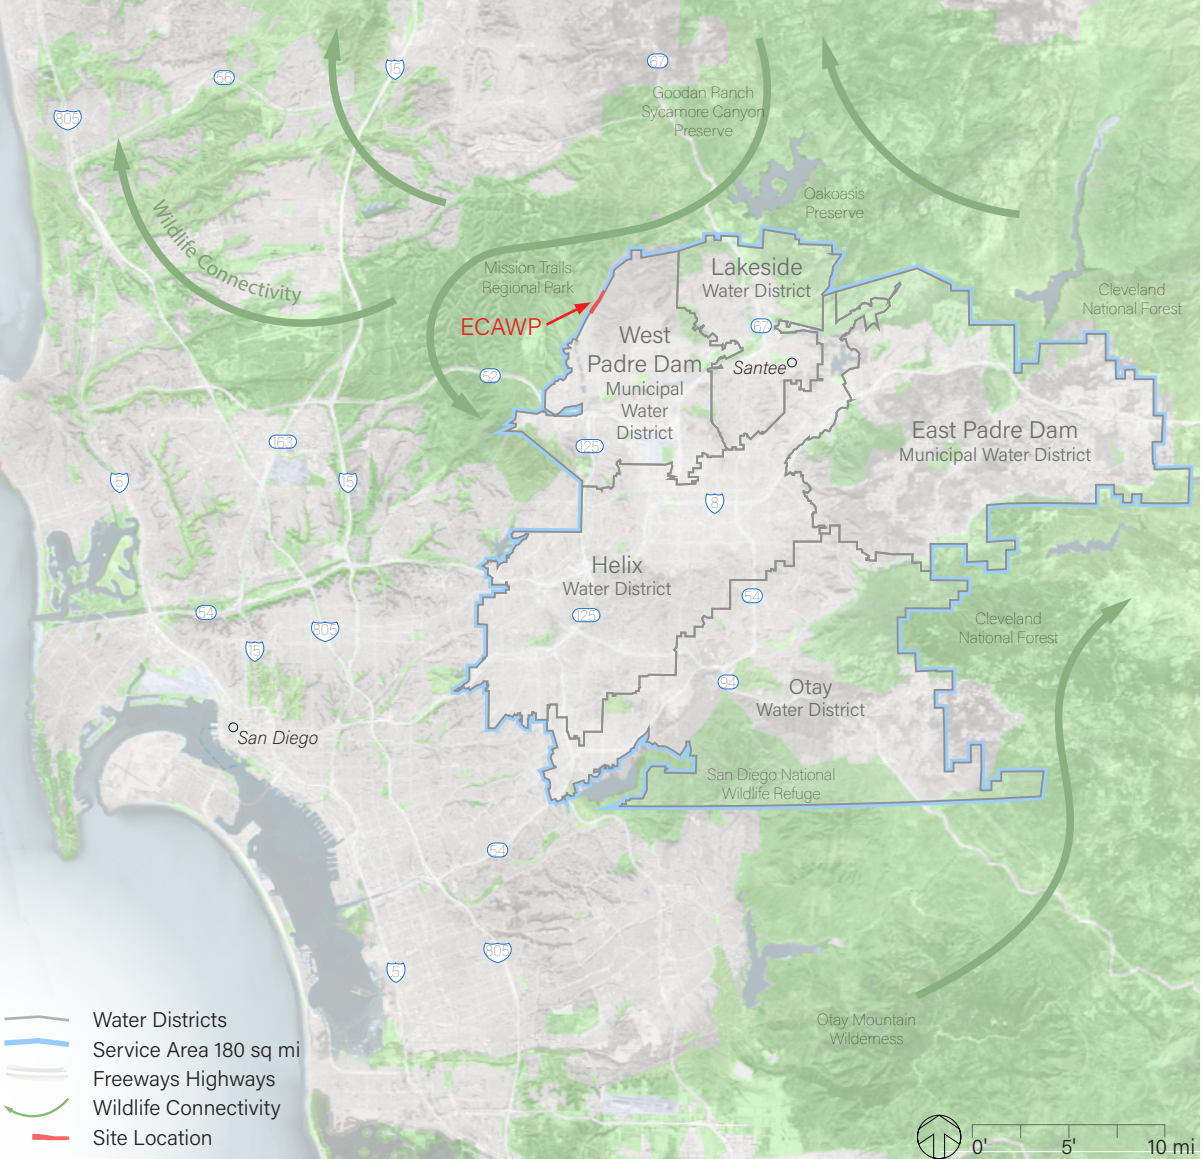 56
15
67
805
Goodan Ranch
Sycamore Canyon
Preserve
Oakoasis
Preserve
Wildlife Connectivity
Mission Trails
Regional Park
Lakeside
Water District
Cleveland
National Forest
ECAWP
67
West
Padre Dam
Municipal
Water
District
Santee
52
East Padre Dam
Municipal Water District
163
125
5
15
8
Helix
Water District
54
125
54
805
15
Cleveland
National Forest
94
Otay
Water District
San Diego
San Diego National
Wildlife Refuge
54
805
5
Otay Mountain
Wilderness
Water Districts
Service Area 180 sq mi
Freeways Highways
Wildlife Connectivity
Site Location
0'
5'
10 mi